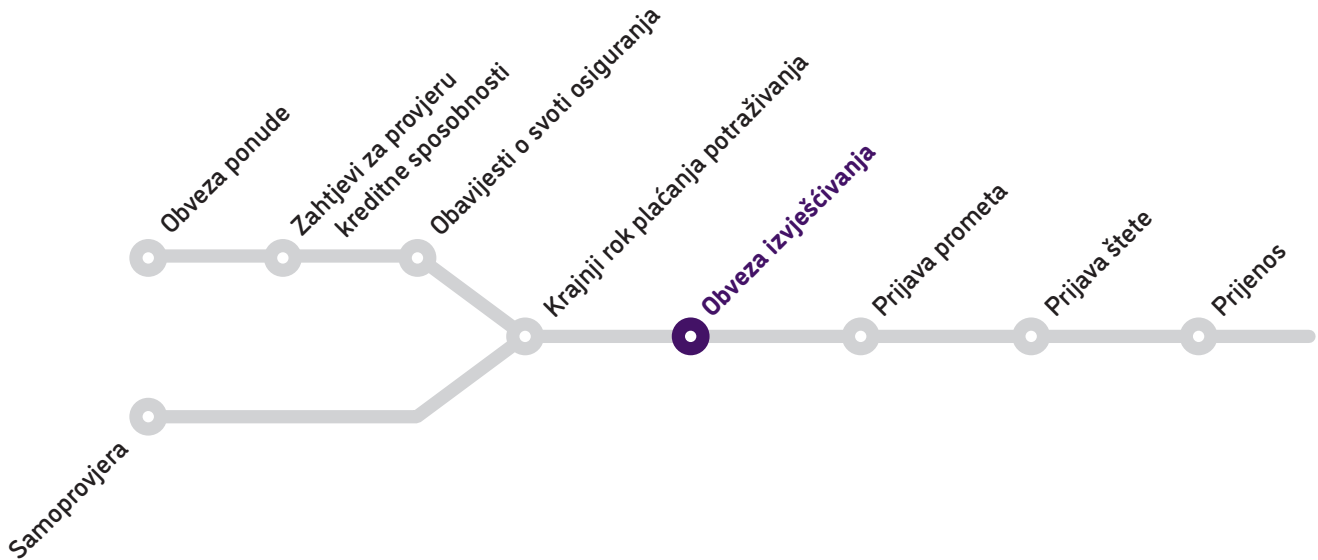 Obveza ponude
Zahtjevi za provjeru
kreditne sposobnosti
Obavijesti o svoti osiguranja
Krajnji rok plaćanja potraživanja
Obveza izvješćivanja
Prijava prometa
Prijava štete
Prijenos
Samoprovjera